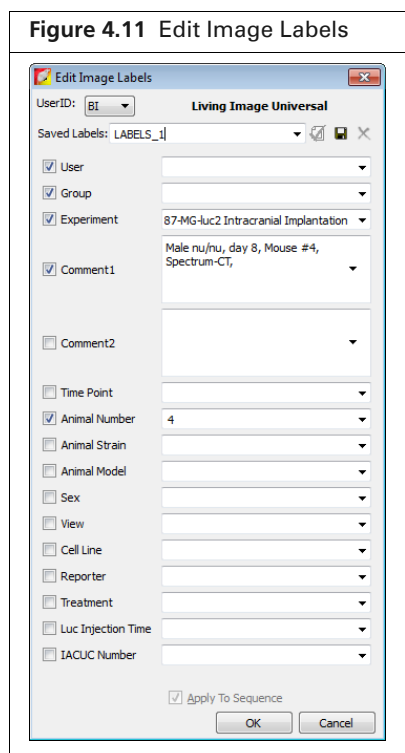 Figure 4.11 Edit Image Labels
Edit Image Labels
UserID: BI Living Image Universal
Saved Labels: LABELS_1
User
Group
Experiment 87-MG-luc2 Intracranial Implantation
Comment1 Male nu/nu, day 8, Mouse #4,
Spectrum-CT,
Comment2
Time Point
Animal Number 4
Animal Strain
Animal Model
Sex
View
Cell Line
Reporter
Treatment
Luc Injection Time
IACUC Number
Apply To Sequence
OK Cancel